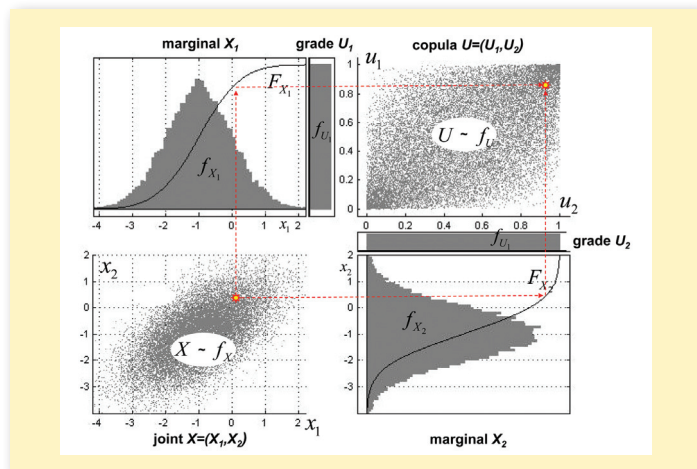 marginal X1 grade U1 u1 copula U=(U1,U2)
1
0.8
0.6
0.4
0.2
0
FX1
fX1
fU1
U ~ fU
-4 -3 -2 -1 0 x1 1 2
0 0.2 0.4 0.6 0.8 1 u2
fU1 grade U2
x2
2
1
0
-1
-2
-3
X ~ fX
-4 -3 -2 -1 0 1 2 x1
joint X=(X1,X2)
x2
2
1
0
-1
-2
-3
FX2
fX2
marginal X2